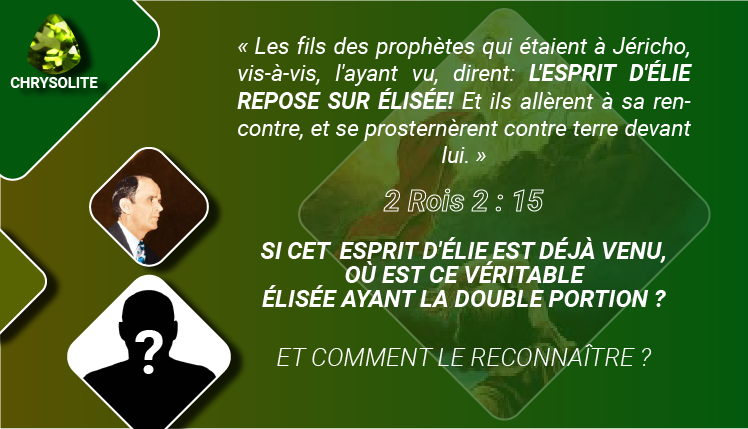 CHRYSOLITE
« Les fils des prophètes qui étaient à Jéricho,
vis-à-vis, l'ayant vu, dirent: L'ESPRIT D'ÉLIE
REPOSE SUR ÉLISÉE! Et ils allèrent à sa ren-
contre, et se prosternèrent contre terre devant
lui. »
2 Rois 2 : 15
SI CET ESPRIT D'ÉLIE EST DÉJÀ VENU,
OÙ EST CE VÉRITABLE
ÉLISÉE AYANT LA DOUBLE PORTION ?
ET COMMENT LE RECONNAÎTRE ?
?